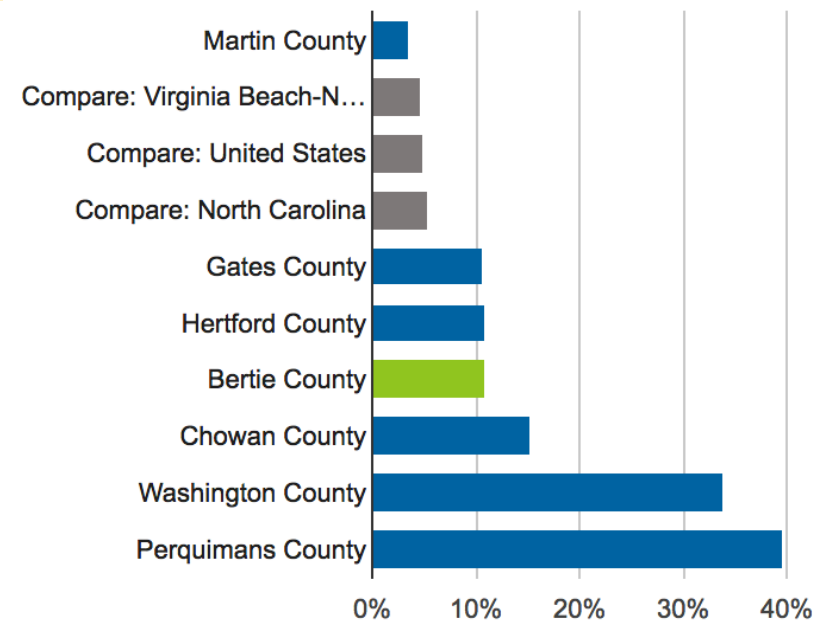 Martin County
Compare: Virginia Beach-N…
Compare: United States
Compare: North Carolina
Gates County
Hertford County
Bertie County
Chowan County
Washington County
Perquimans County
0% 10% 20% 30% 40%